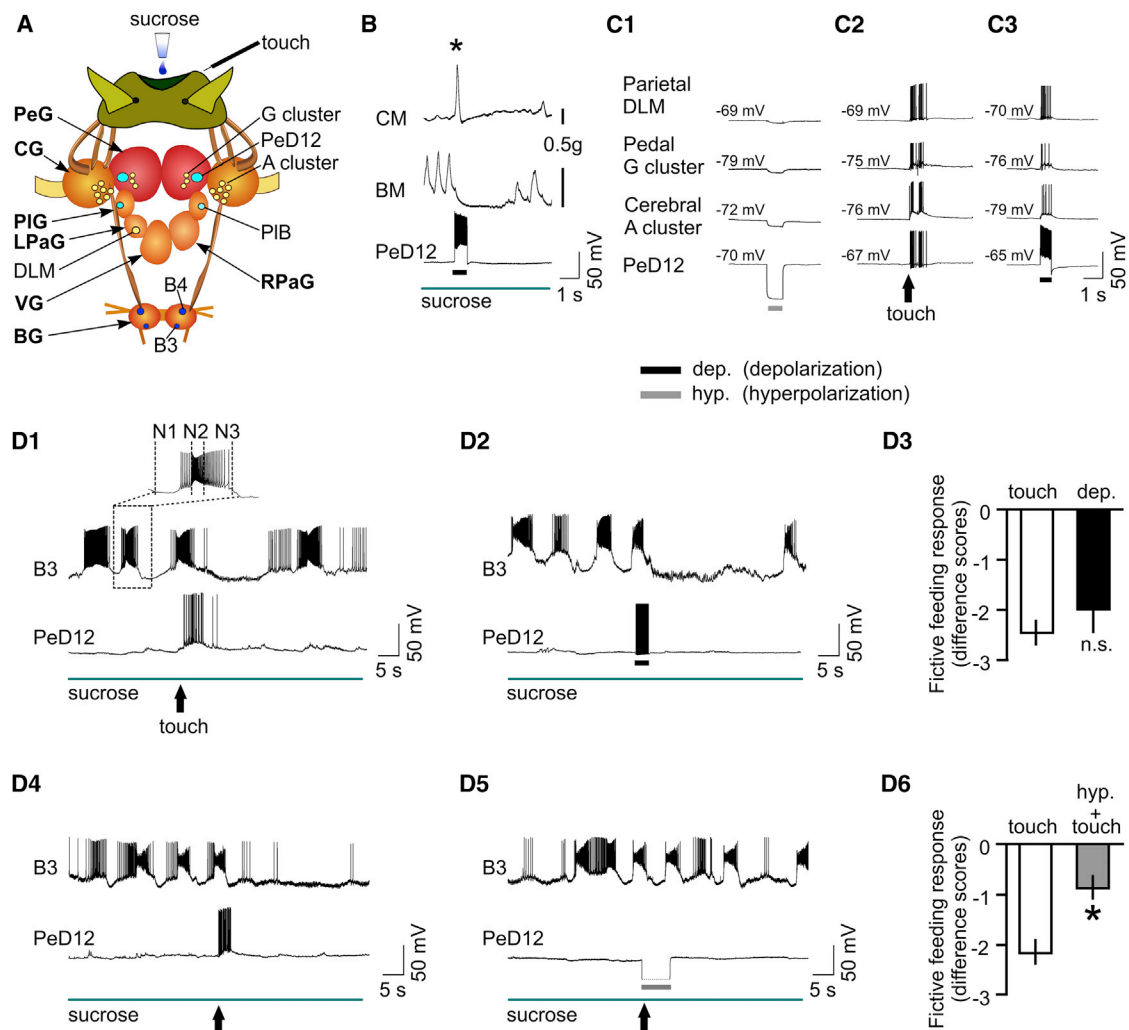 A
sucrose
touch
PeG
CG
G cluster
PeD12
A cluster
PlG
LPaG
DLM
VG
BG
PlB
RPaG
B4
B3
B
*
CM
0.5g
BM
PeD12
50 mV
1 s
sucrose
C1
C2
C3
Parietal
DLM
-69 mV
-69 mV
-70 mV
Pedal
G cluster
-79 mV
-75 mV
-76 mV
Cerebral
A cluster
-72 mV
-76 mV
-79 mV
PeD12
-70 mV
-67 mV
-65 mV
touch
50 mV
1 s
dep. (depolarization)
hyp. (hyperpolarization)
D1
N1 N2 N3
B3
PeD12
50 mV
5 s
sucrose
touch
D2
B3
PeD12
50 mV
5 s
sucrose
D3
touch
dep.
0
-1
-2
-3
n.s.
Fictive feeding response
(difference scores)
D4
B3
PeD12
50 mV
5 s
sucrose
D5
B3
PeD12
50 mV
5 s
sucrose
D6
touch
hyp.
+
touch
0
-1
-2
-3
*
Fictive feeding response
(difference scores)